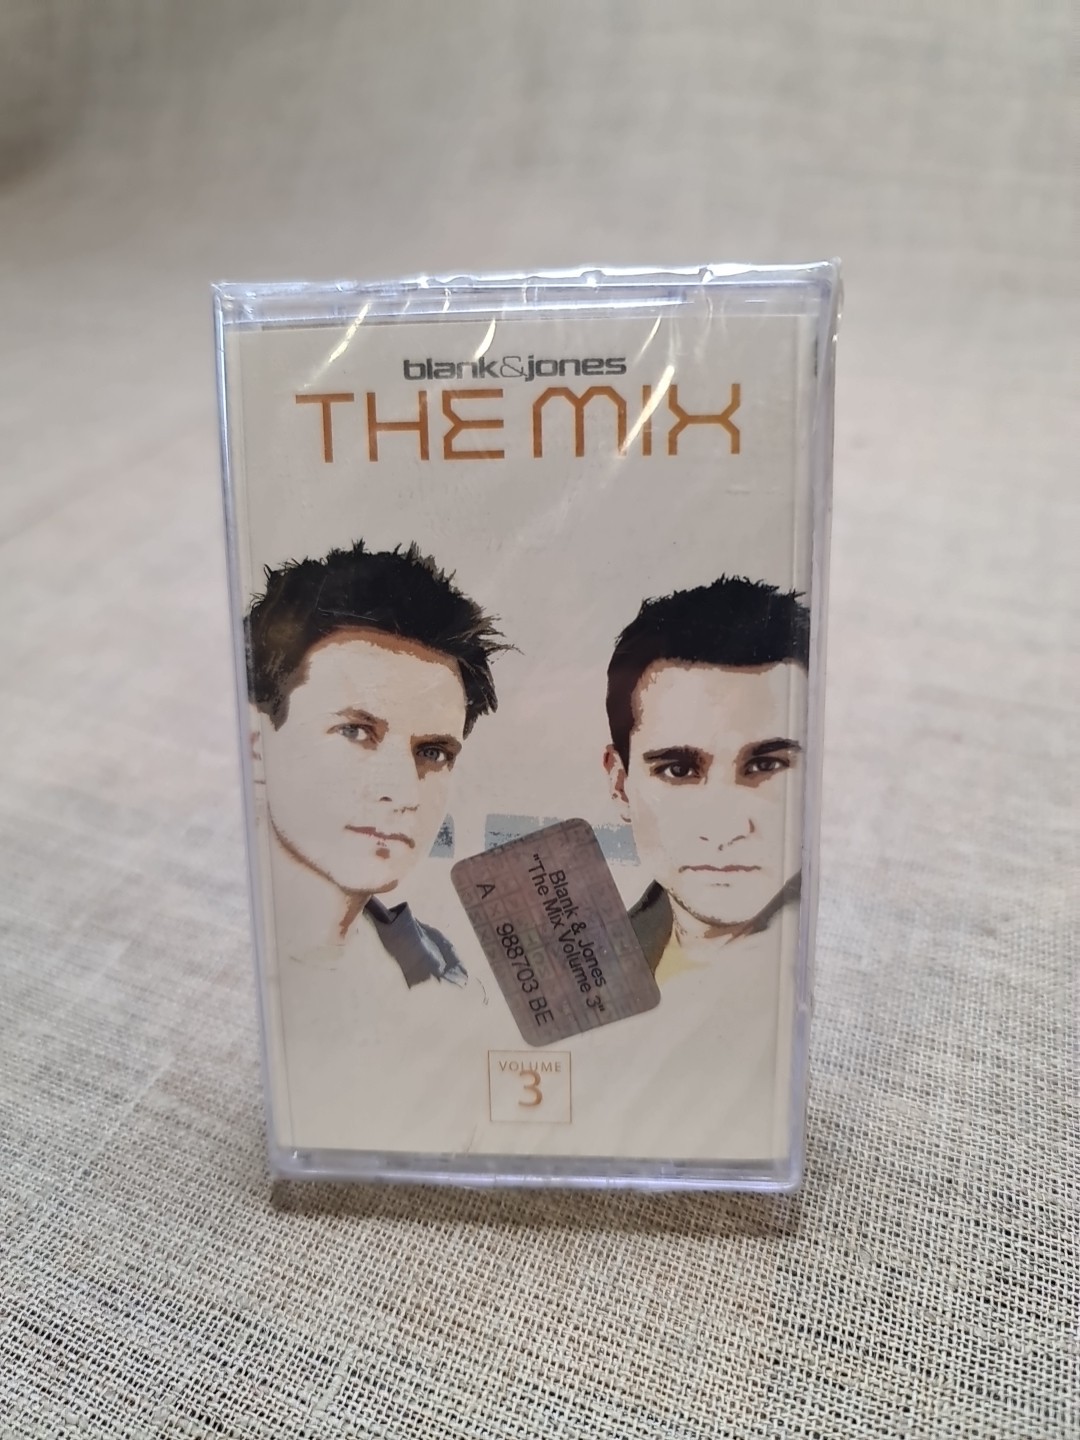 blank&jones
THE MIX
Blank & Jones
"The Mix Volume 3"
A 988703 BE
VOLUME
3